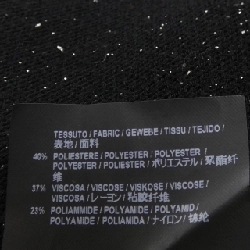 TESSUTO / FABRIC / GEWEBE / TISSU / TEJIDO /
表地 / 面料
40% POLIESTERE / POLYESTER / POLYESTER /
POLYESTER / POLIESTER / ポリエステル / 聚酯纤
维
37% VISCOSA / VISCOSE / VISKOSE / VISCOSE /
VISCOSA / レーヨン / 粘胶纤维
23% POLIAMMIDE / POLYAMIDE / POLYAMID /
POLYAMIDE / POLIAMIDA / ナイロン / 锦纶